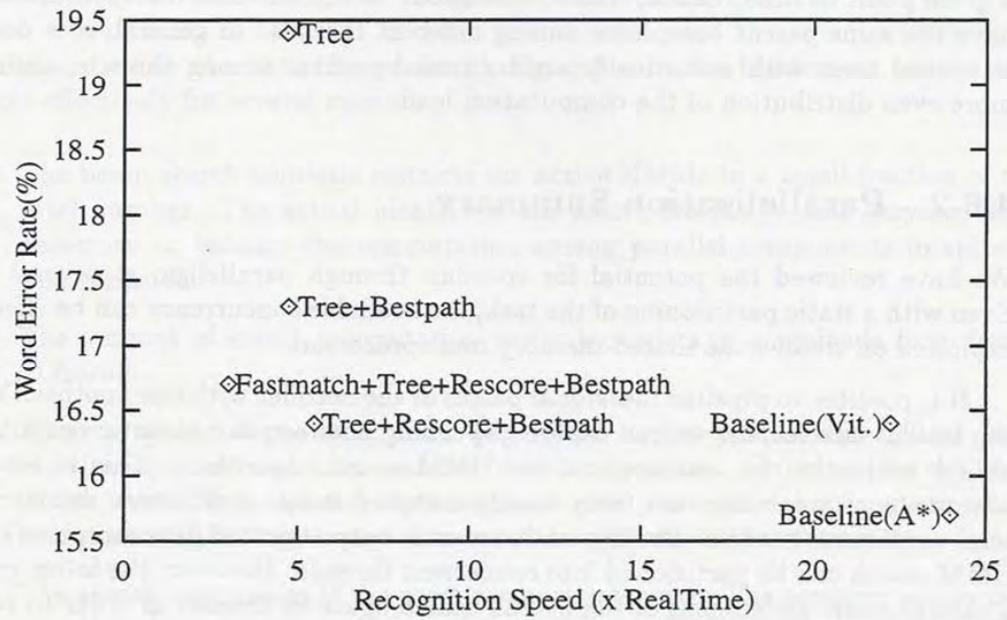 19.5
Tree
19
18.5
18
17.5
Tree+Bestpath
17
Fastmatch+Tree+Rescore+Bestpath
16.5
Tree+Rescore+Bestpath
Baseline(Vit.)
16
Baseline(A*)
15.5
0
5
10
15
20
25
Word Error Rate(%)
Recognition Speed (x RealTime)